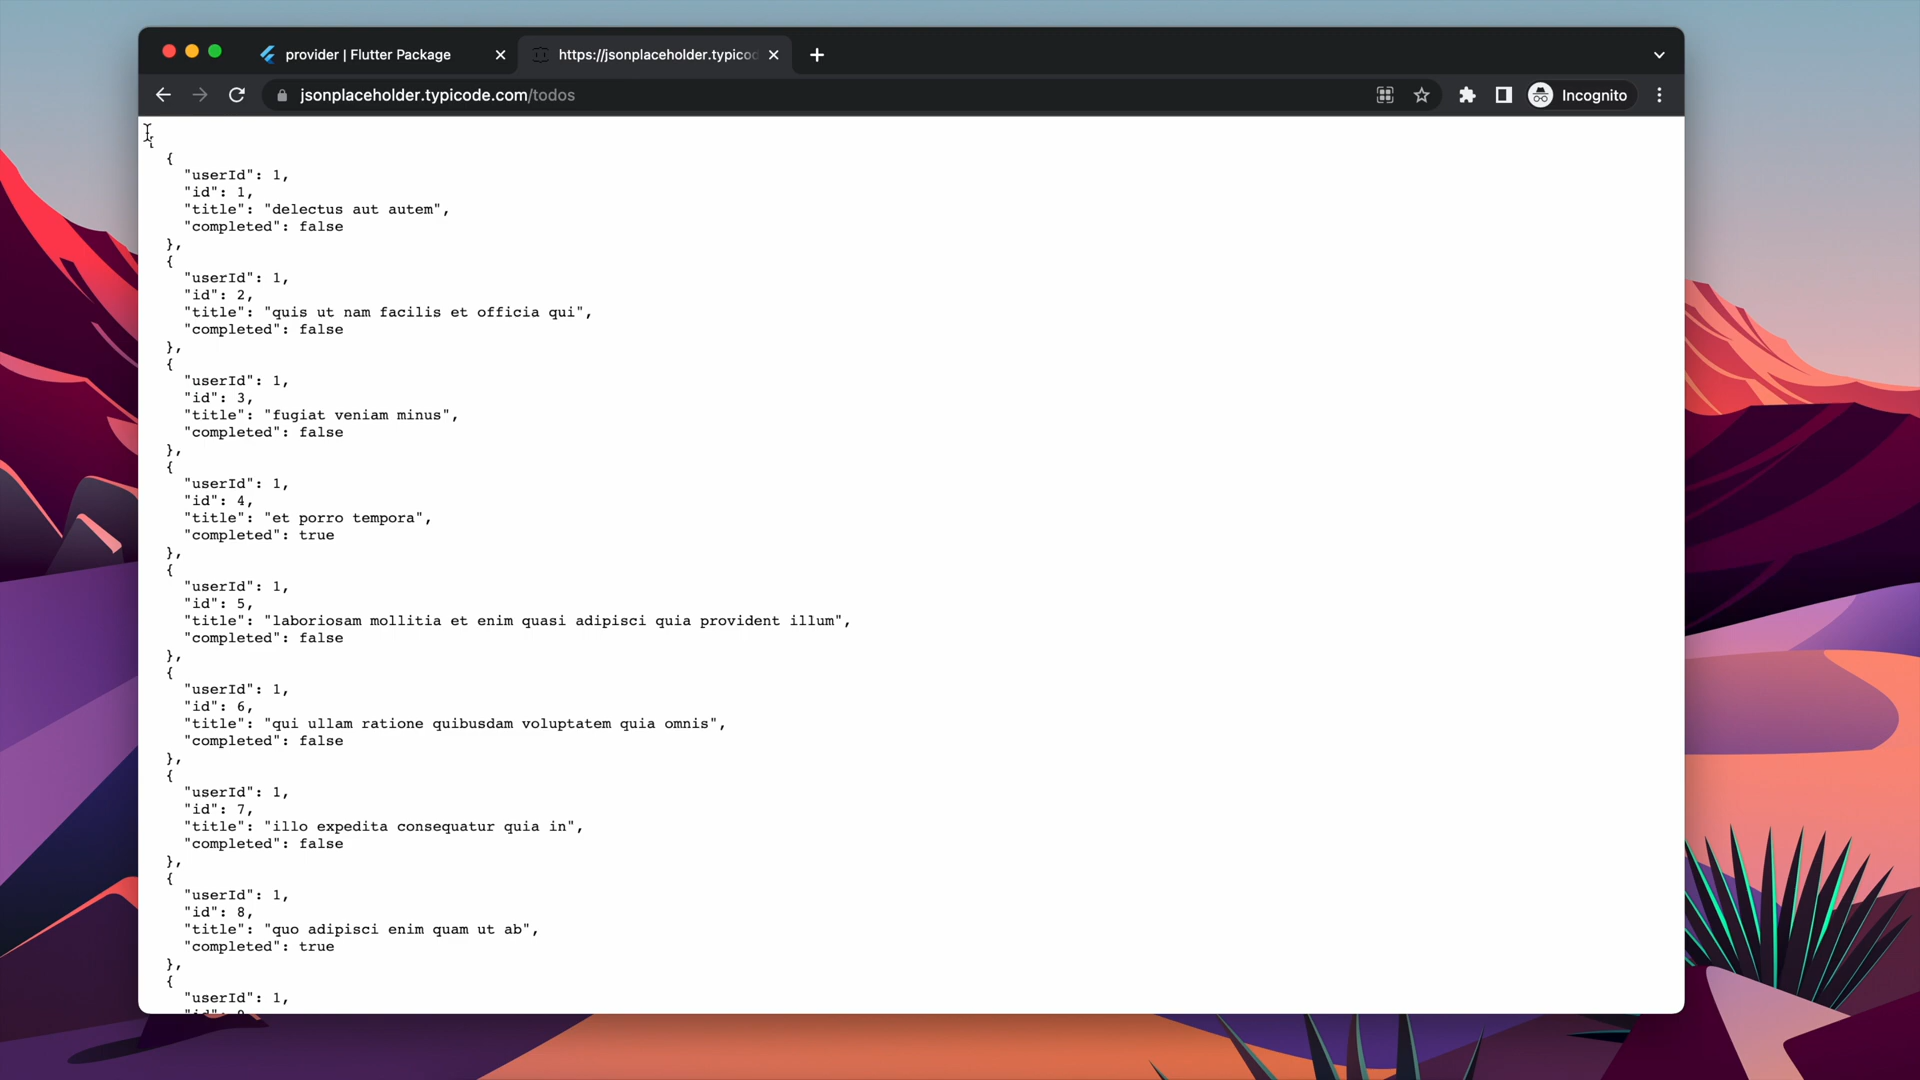 provider | Flutter Package
https://jsonplaceholder.typico
jsonplaceholder.typicode.com/todos
Incognito
{
"userId": 1,
"id": 1,
"title": "delectus aut autem",
"completed": false
},
{
"userId": 1,
"id": 2,
"title": "quis ut nam facilis et officia qui",
"completed": false
},
{
"userId": 1,
"id": 3,
"title": "fugiat veniam minus",
"completed": false
},
{
"userId": 1,
"id": 4,
"title": "et porro tempora",
"completed": true
},
{
"userId": 1,
"id": 5,
"title": "laboriosam mollitia et enim quasi adipisci quia provident illum",
"completed": false
},
{
"userId": 1,
"id": 6,
"title": "qui ullam ratione quibusdam voluptatem quia omnis",
"completed": false
},
{
"userId": 1,
"id": 7,
"title": "illo expedita consequatur quia in",
"completed": false
},
{
"userId": 1,
"id": 8,
"title": "quo adipisci enim quam ut ab",
"completed": true
},
{
"userId": 1,